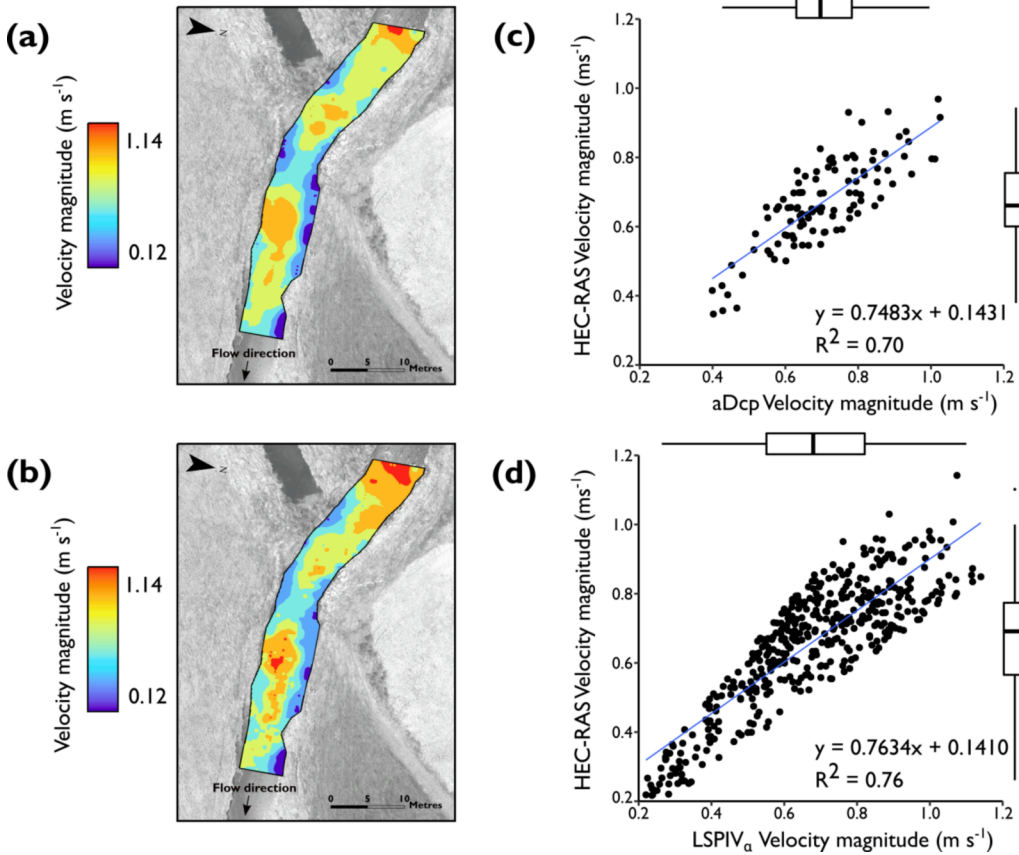 (a)
Velocity magnitude (m s⁻¹)
1.14
0.12
N
Flow direction
0 5 10
Metres
(c)
HEC-RAS Velocity magnitude (ms⁻¹)
1.2
1.0
0.8
0.6
0.4
0.2
y = 0.7483x + 0.1431
R² = 0.70
0.2 0.4 0.6 0.8 1.0 1.2
aDcp Velocity magnitude (m s⁻¹)
(b)
Velocity magnitude (m s⁻¹)
1.14
0.12
N
Flow direction
0 5 10
Metres
(d)
HEC-RAS Velocity magnitude (ms⁻¹)
1.2
1.0
0.8
0.6
0.4
0.2
y = 0.7634x + 0.1410
R² = 0.76
0.2 0.4 0.6 0.8 1.0 1.2
LSPIVα Velocity magnitude (m s⁻¹)